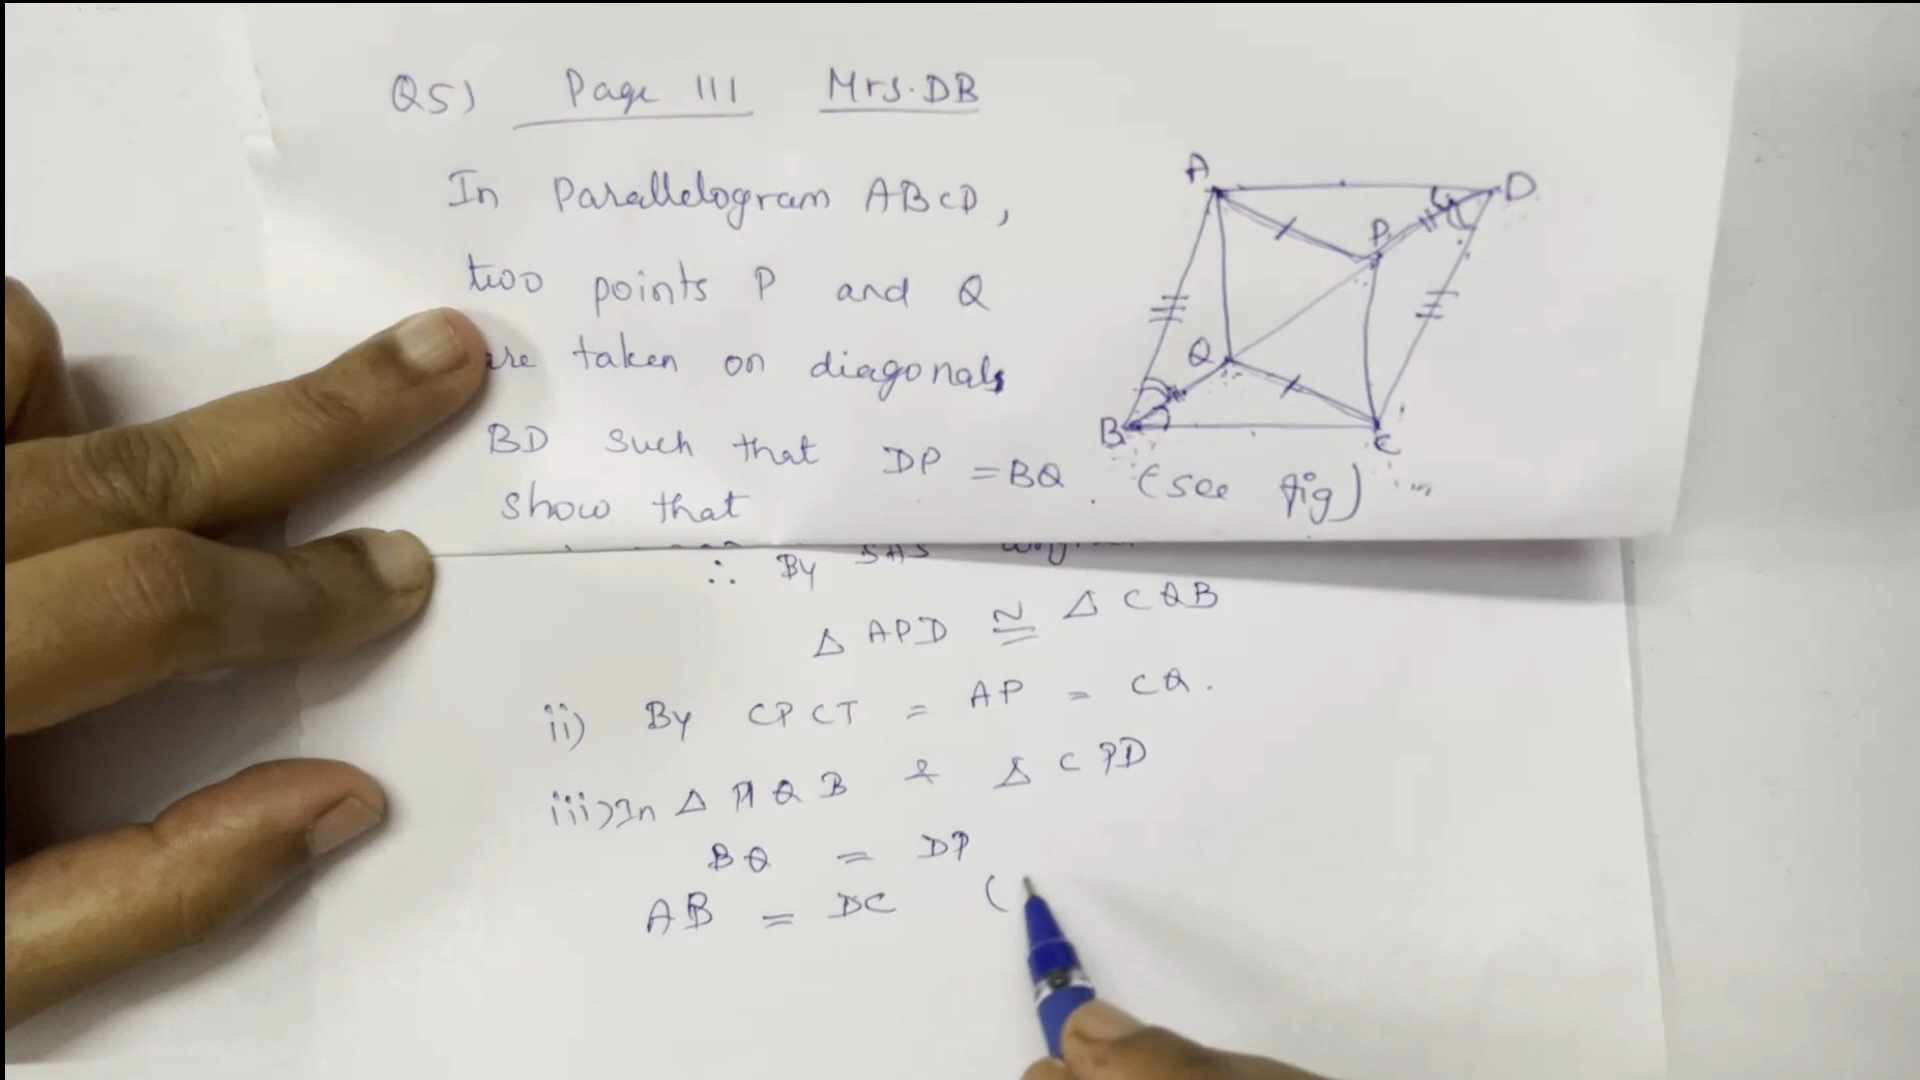 Q5) Page 111 Mrs.DB
In Parallelogram ABCD,
two points P and Q
are taken on diagonals
BD such that DP = BQ . (see fig)
show that
A
D
P
Q
B
C
∴ By SAS
Δ APD ≅ Δ CQB
ii) By CPCT = AP = CQ.
iii) In Δ AQB & Δ CPD
BQ = DP
AB = DC (